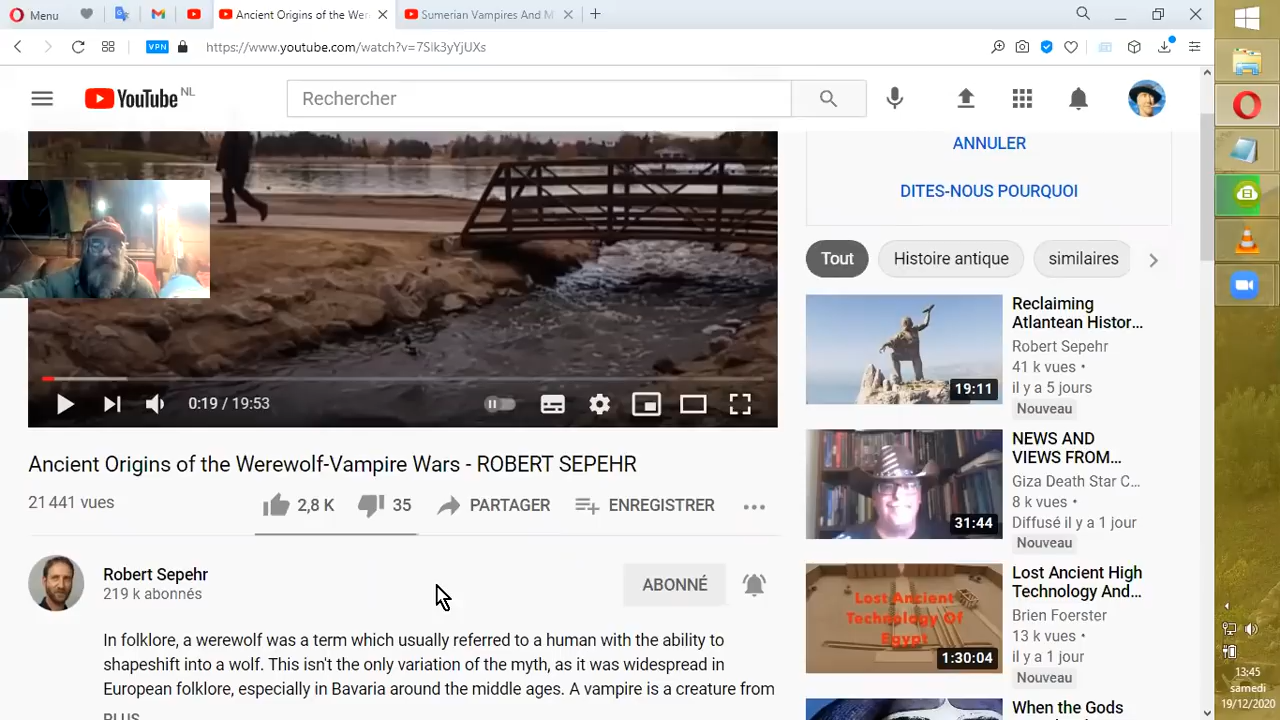 Menu
Ancient Origins of the Were
Sumerian Vampires And M
VPN
https://www.youtube.com/watch?v=7Slk3yYjUXs
YouTube NL
Rechercher
ANNULER
DITES-NOUS POURQUOI
Tout
Histoire antique
similaires
0:19 / 19:53
Ancient Origins of the Werewolf-Vampire Wars - ROBERT SEPEHR
21 441 vues
2,8 K
35
PARTAGER
ENREGISTRER
Robert Sepehr
219 k abonnés
ABONNÉ
In folklore, a werewolf was a term which usually referred to a human with the ability to
shapeshift into a wolf. This isn't the only variation of the myth, as it was widespread in
European folklore, especially in Bavaria around the middle ages. A vampire is a creature from
PLUS
Reclaiming
Atlantean Histor...
Robert Sepehr
41 k vues •
il y a 5 jours
Nouveau
19:11
NEWS AND
VIEWS FROM...
Giza Death Star C...
8 k vues •
Diffusé il y a 1 jour
Nouveau
31:44
Lost Ancient
Technology Of
Egypt
1:30:04
Lost Ancient High
Technology And...
Brien Foerster
13 k vues •
il y a 1 jour
Nouveau
When the Gods
13:45
samedi
19/12/2020